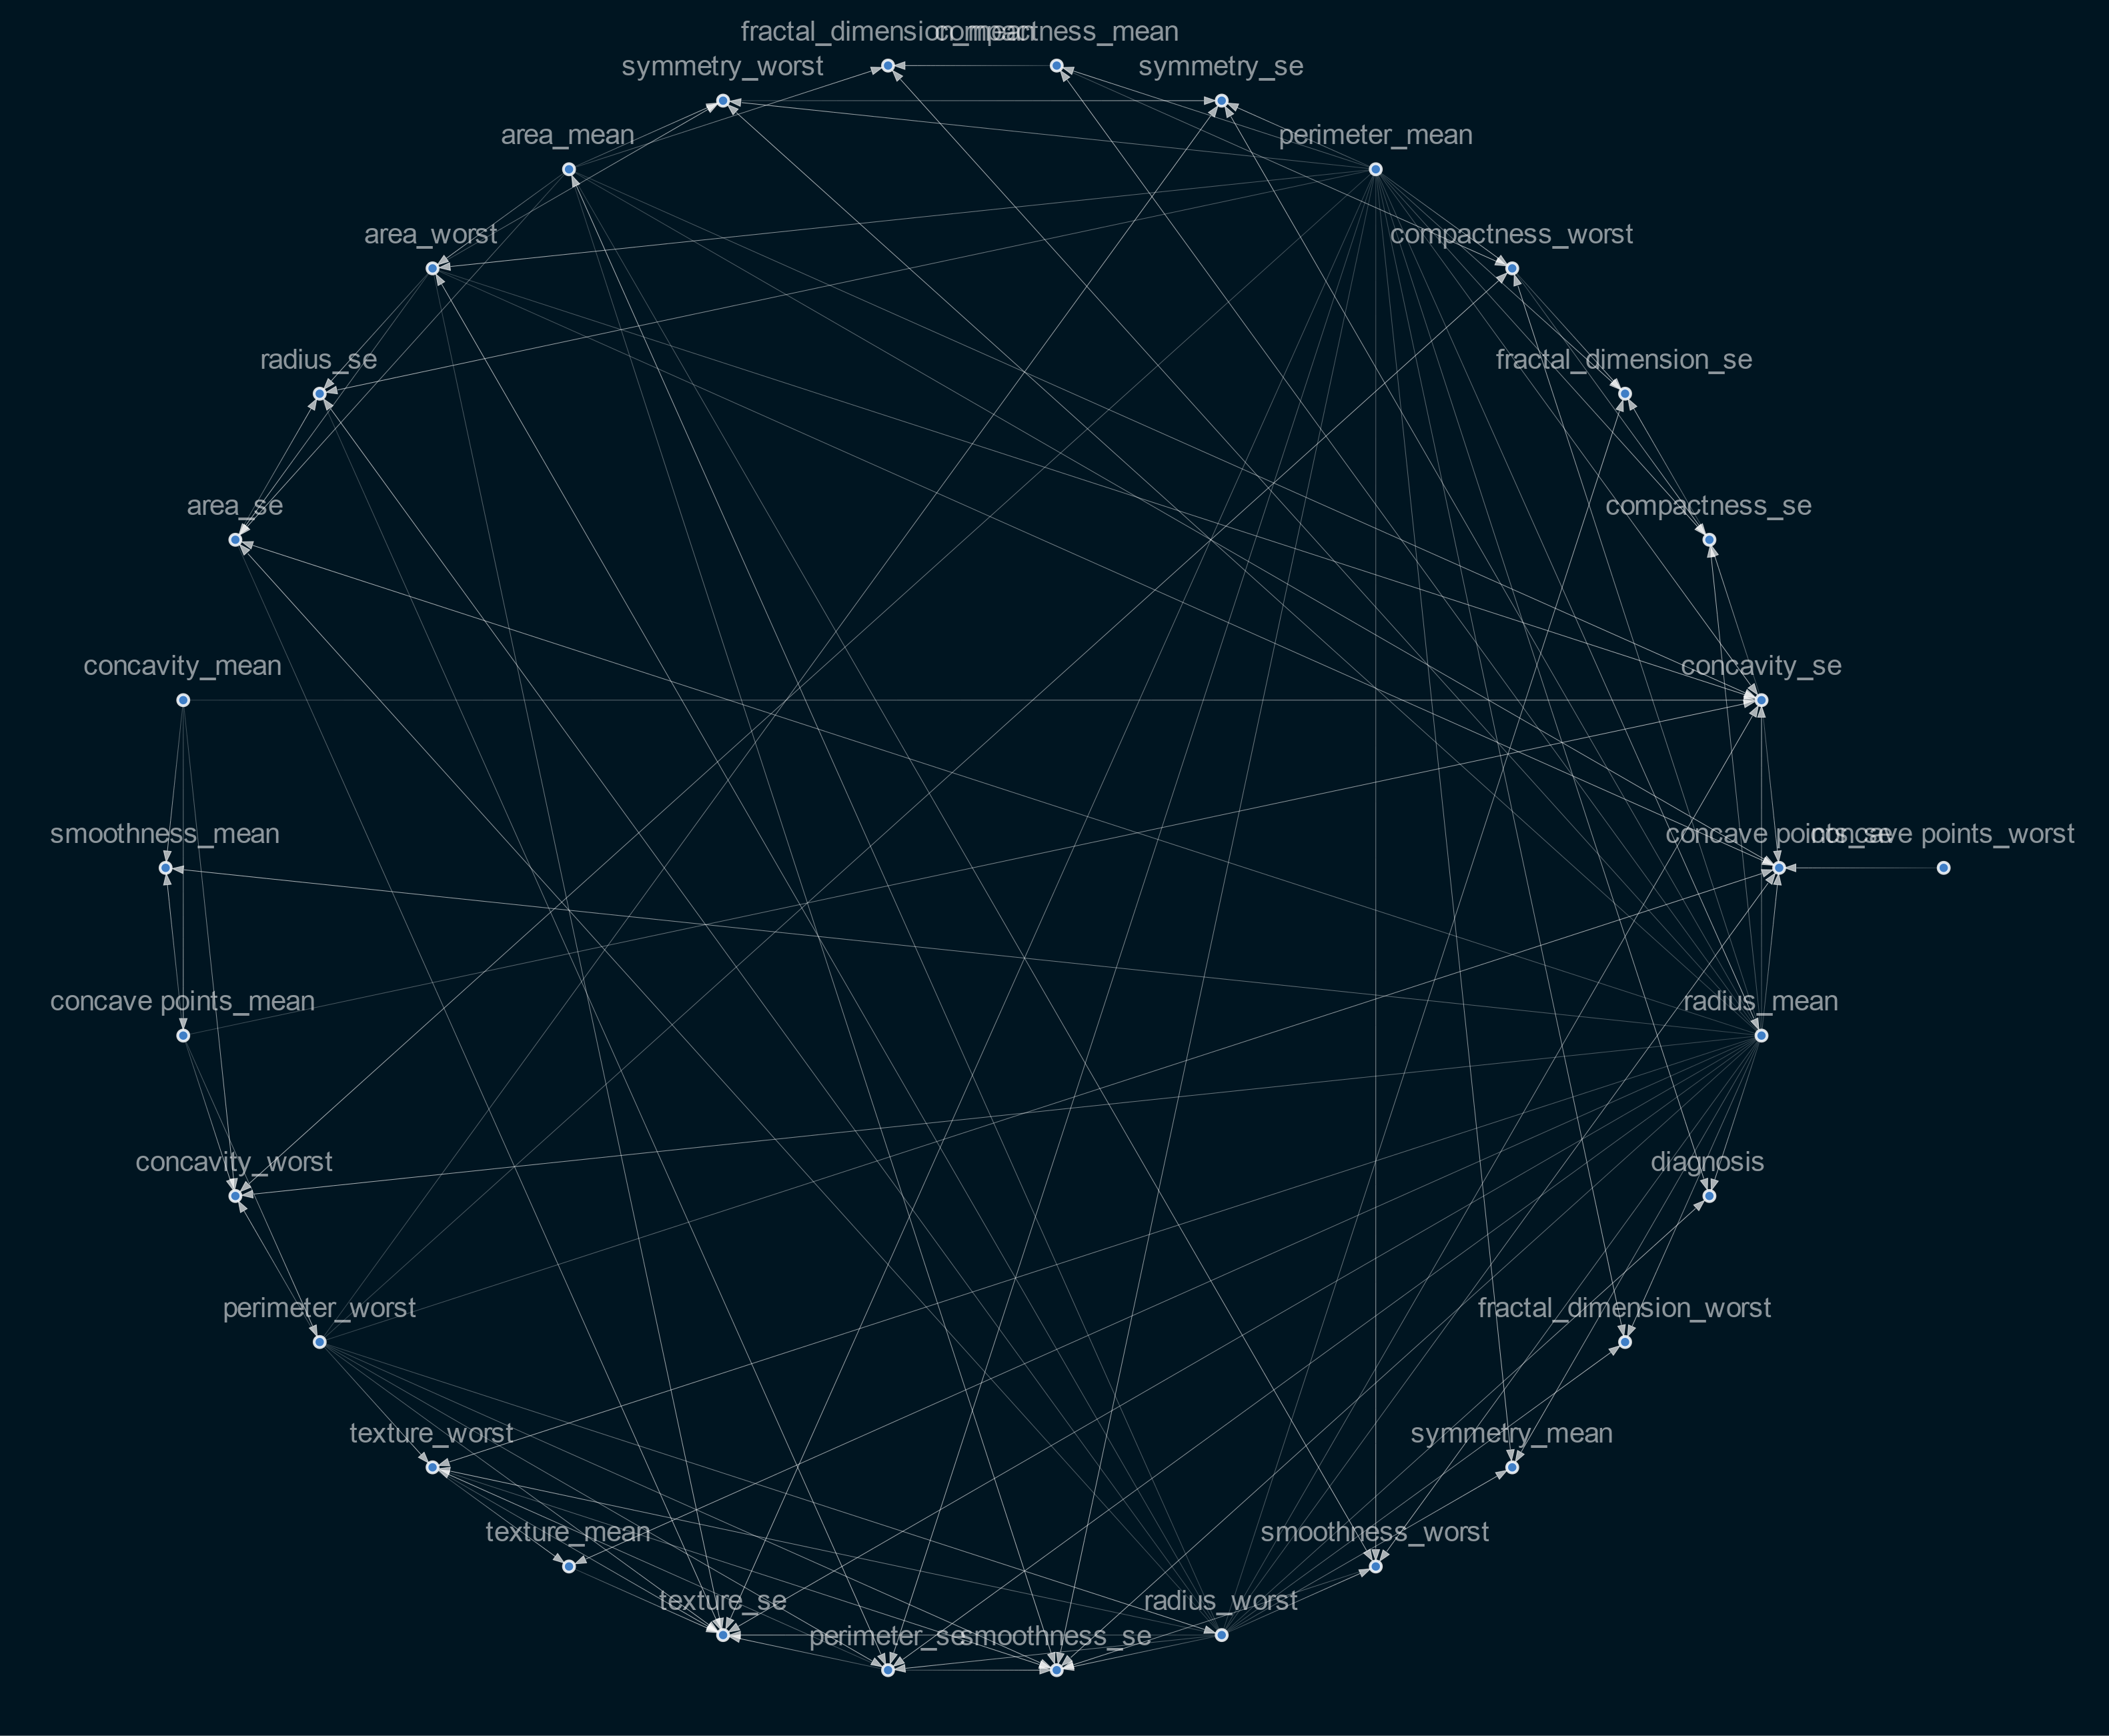 fractal_dimension_mean
compactness_mean
symmetry_worst
symmetry_se
area_mean
perimeter_mean
area_worst
compactness_worst
radius_se
fractal_dimension_se
area_se
compactness_se
concavity_mean
concavity_se
smoothness_mean
concave points_se
concave points_worst
concave points_mean
radius_mean
concavity_worst
diagnosis
perimeter_worst
fractal_dimension_worst
texture_worst
symmetry_mean
texture_mean
smoothness_worst
texture_se
radius_worst
perimeter_se
smoothness_se